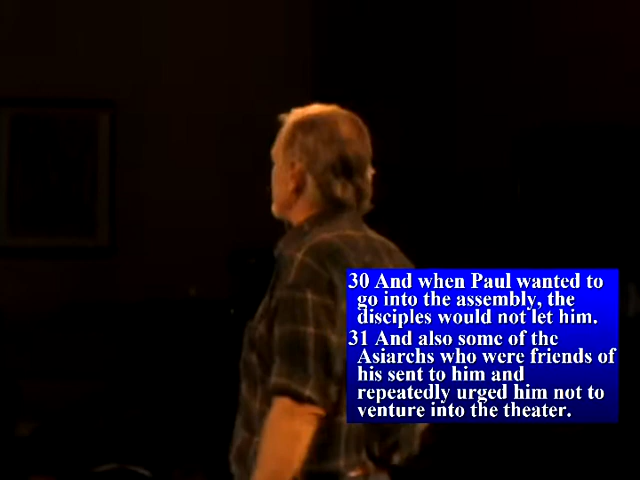 30 And when Paul wanted to
go into the assembly, the
disciples would not let him.
31 And also some of the
Asiarchs who were friends of
his sent to him and
repeatedly urged him not to
venture into the theater.